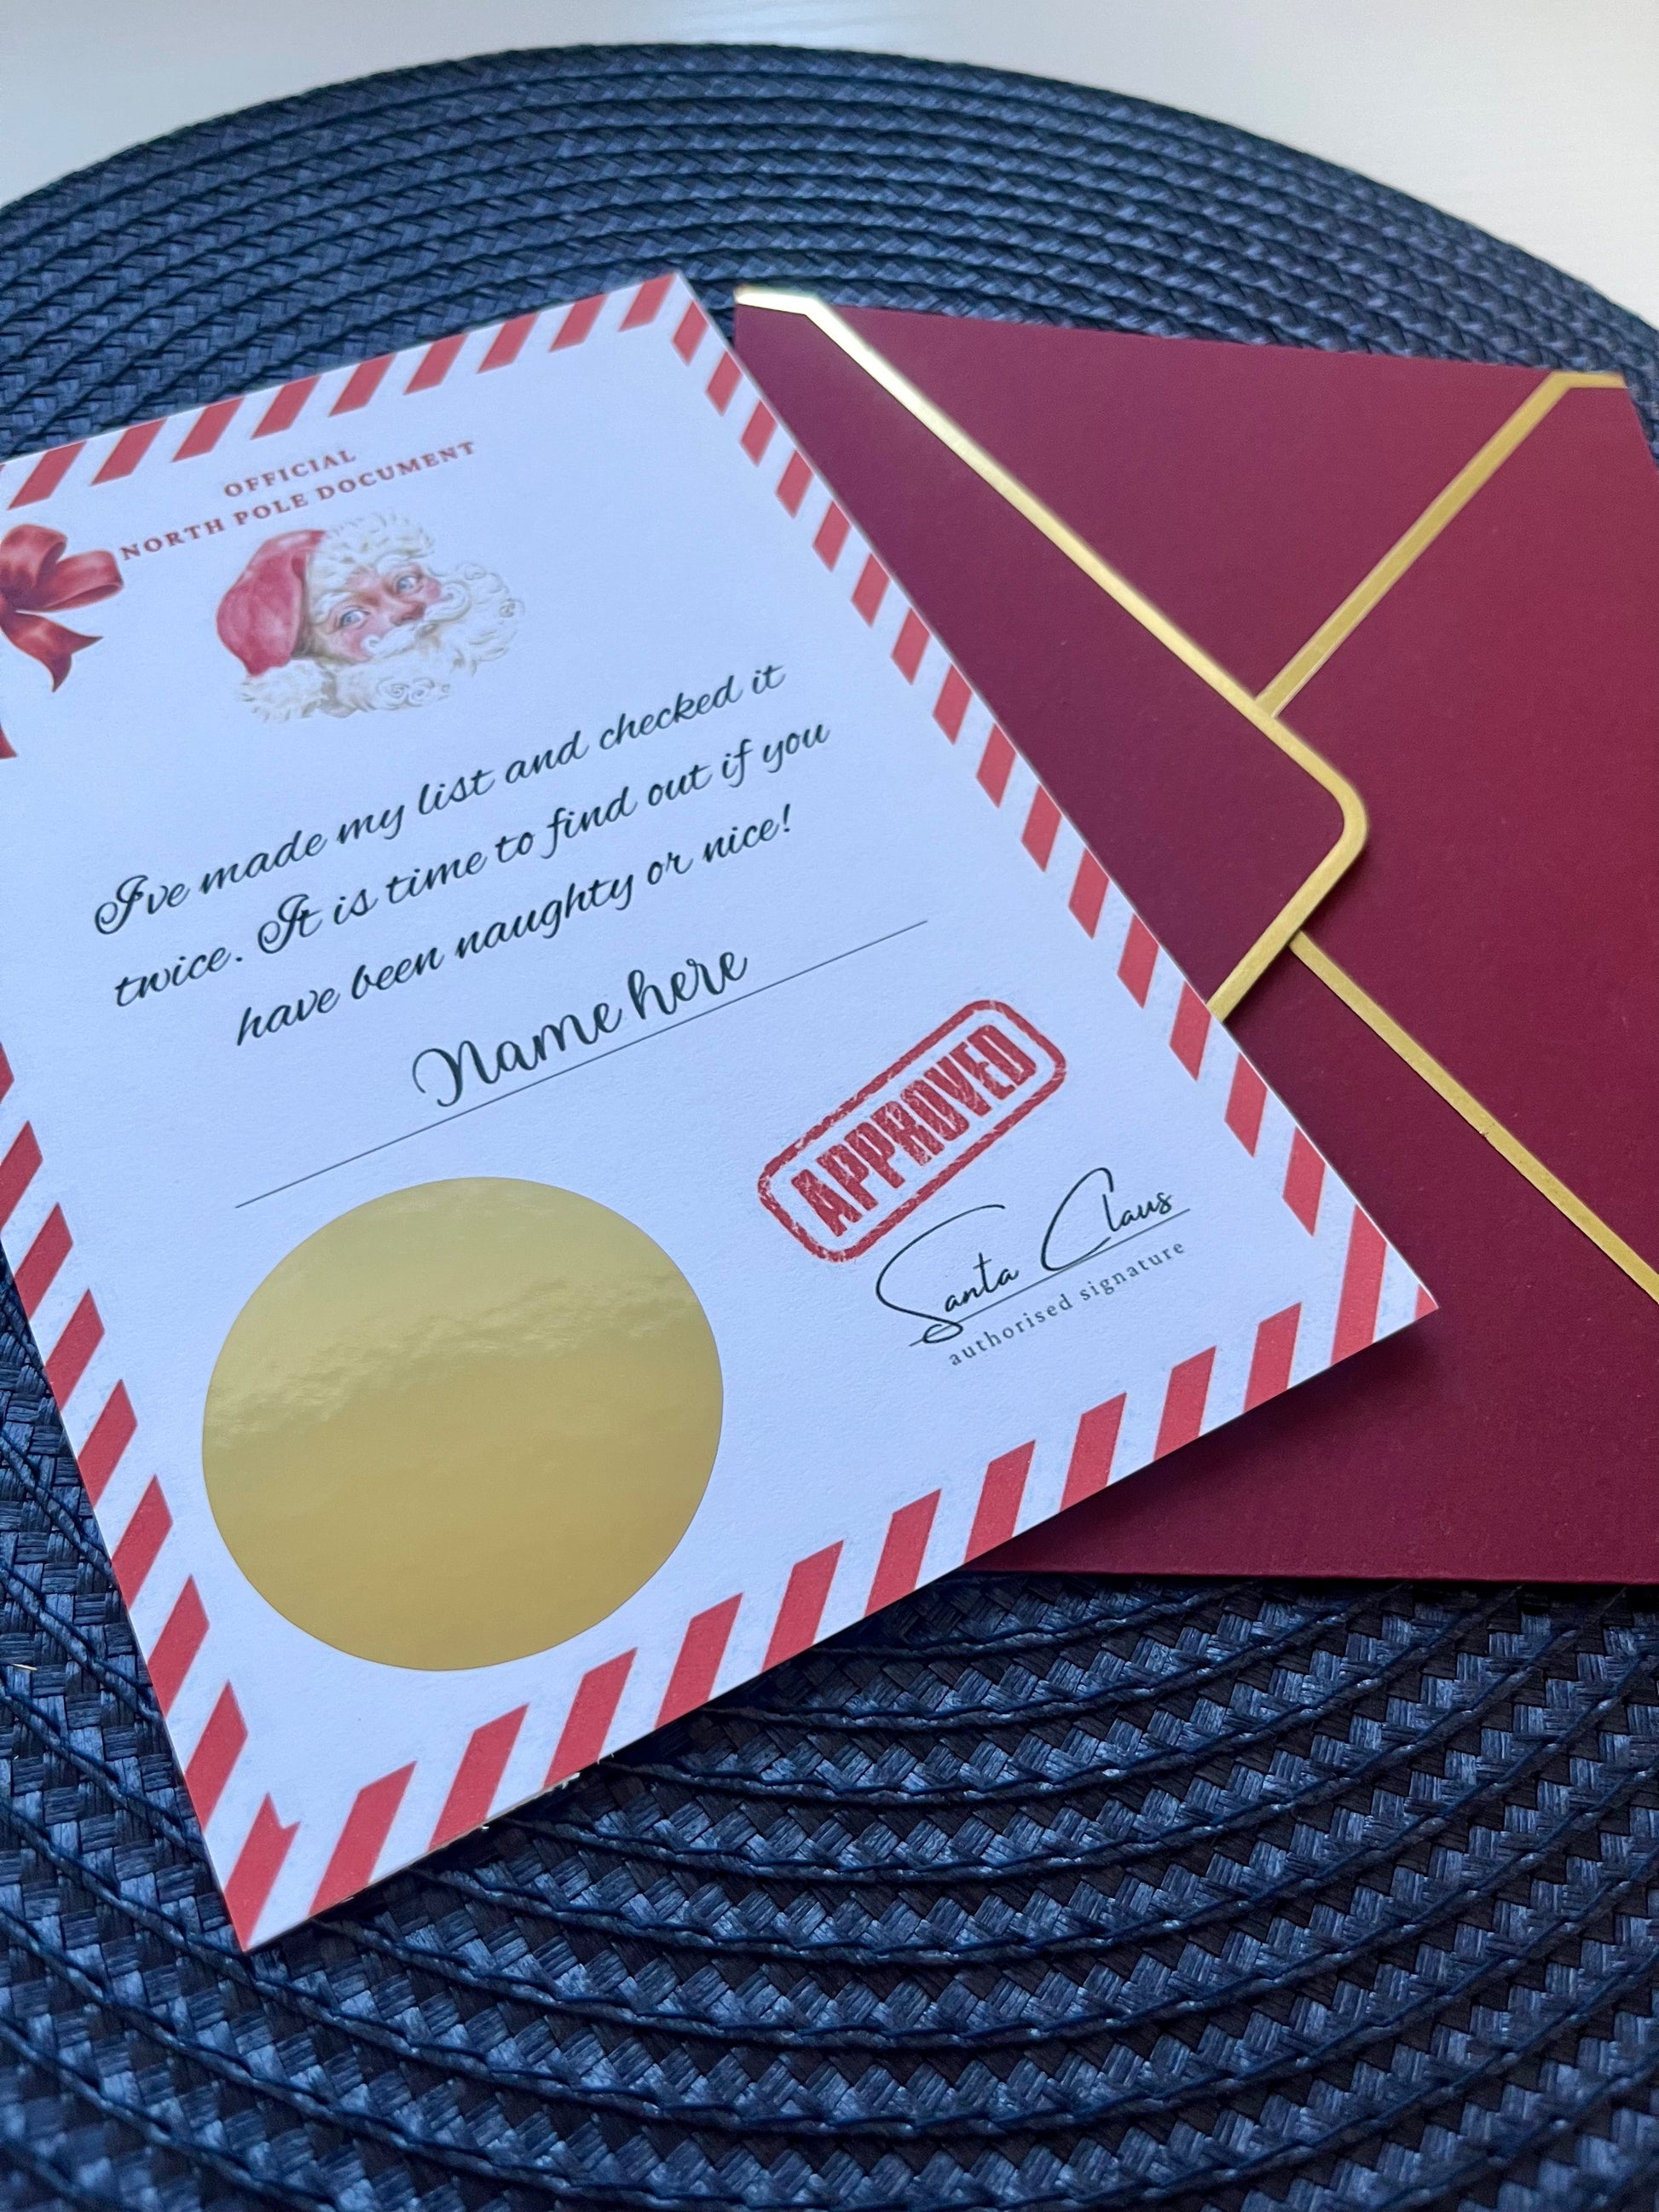 OFFICIAL
NORTH POLE DOCUMENT
I've made my list and checked it
twice. It is time to find out if you
have been naughty or nice!
Name here
APPROVED
Santa Claus
authorised signature